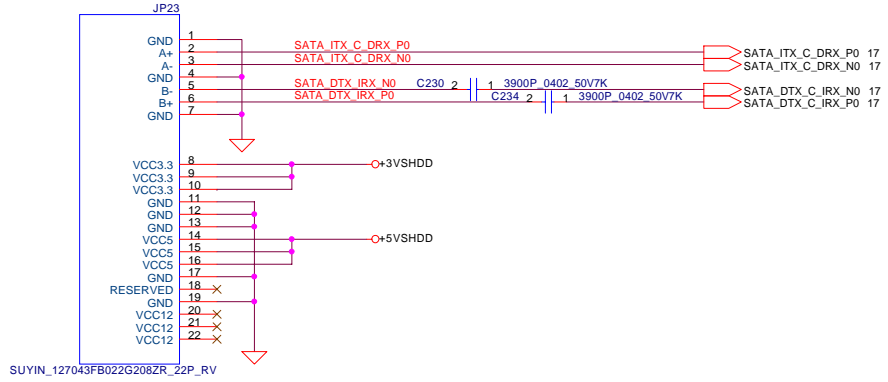 JP23
GND 1
A+ 2 SATA_ITX_C_DRX_P0 SATA_ITX_C_DRX_P0 17
A- 3 SATA_ITX_C_DRX_N0 SATA_ITX_C_DRX_N0 17
GND 4
B- 5 SATA_DTX_IRX_N0 C230 2 1 3900P_0402_50V7K SATA_DTX_C_IRX_N0 17
B+ 6 SATA_DTX_IRX_P0 C234 2 1 3900P_0402_50V7K SATA_DTX_C_IRX_P0 17
GND 7
VCC3.3 8 +3VSHDD
VCC3.3 9
VCC3.3 10
GND 11
GND 12
GND 13
VCC5 14 +5VSHDD
VCC5 15
VCC5 16
GND 17
RESERVED 18
GND 19
VCC12 20
VCC12 21
VCC12 22
SUYIN_127043FB022G208ZR_22P_RV